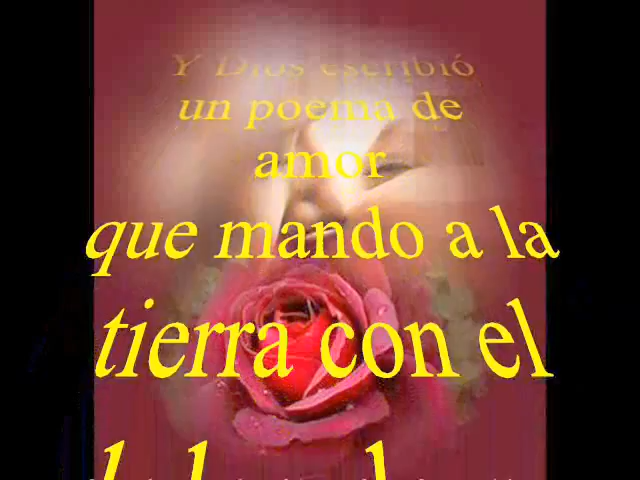 Y Dios escribió
un poema de
amor
que mando a la
tierra con el